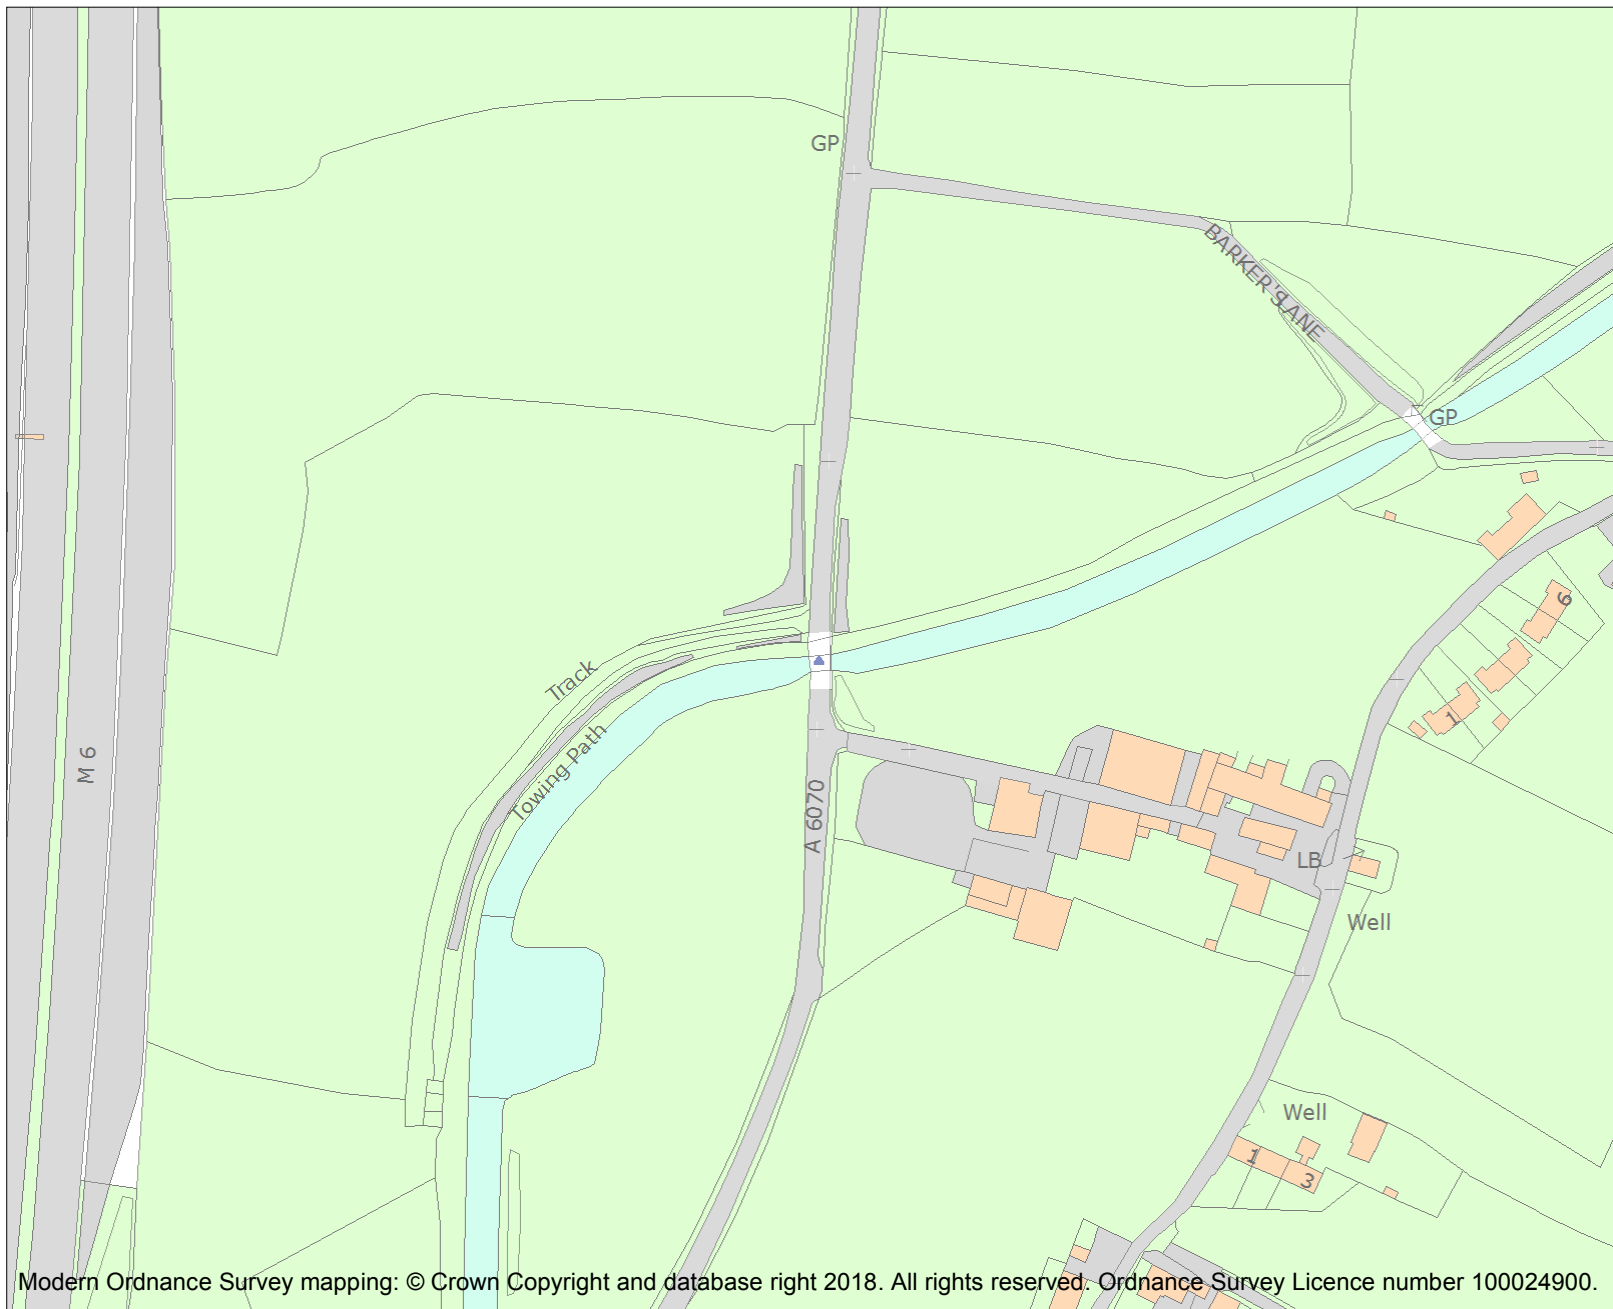 GP
BARKER'S LANE
GP
Track
Towing Path
M 6
A 6070
6
1
LB
Well
Well
1
3
Modern Ordnance Survey mapping: © Crown Copyright and database right 2018. All rights reserved. Ordnance Survey Licence number 100024900.